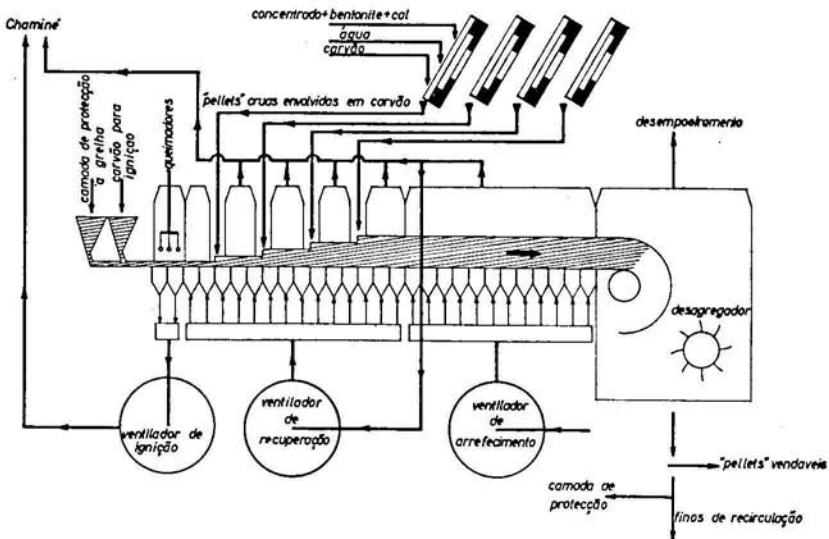 concentrado+bentonite+cal
água
carvão
Chaminé
"pellets" cruas envolvidas em carvão
camada de protecção
à grelha
carvão para
ignição
queimadores
desempoeiramento
desagregador
ventilador de
ignição
ventilador
de
recuperação
ventilador
de
arrefecimento
"pellets" vendaveis
camada de
protecção
finos de recirculação